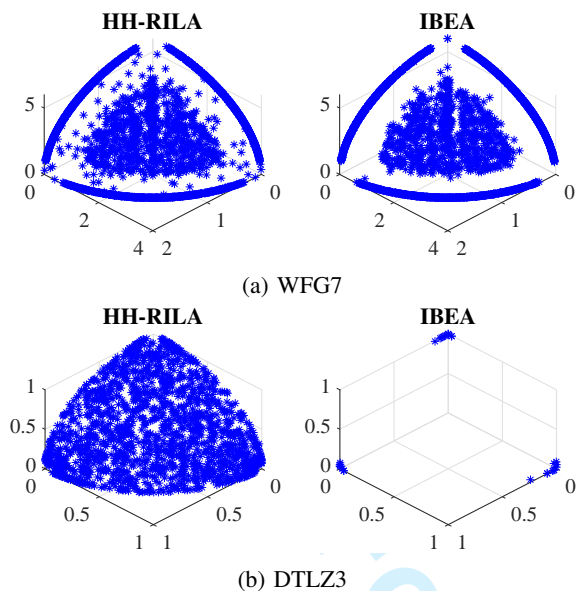 HH-RILA IBEA
5 5
0 0
0 0 0 0
2 1 2 1
4 2 4 2
(a) WFG7
HH-RILA IBEA
1 1
0.5 0.5
0 0
0 0 0 0
0.5 0.5 0.5 0.5
1 1 1 1
(b) DTLZ3